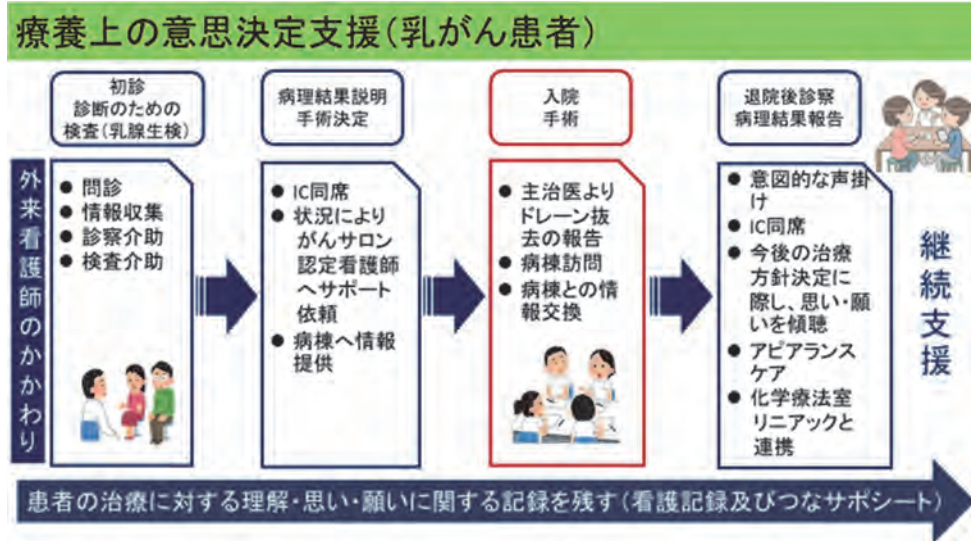 療養上の意思決定支援(乳がん患者)
初診
診断のための
検査(乳腺生検)
病理結果説明
手術決定
入院
手術
退院後診察
病理結果報告
外来看護師のかかわり
● 問診
● 情報収集
● 診察介助
● 検査介助
● IC同席
● 状況により
がんサロン
認定看護師
へサポート
依頼
● 病棟へ情報
提供
● 主治医より
ドレーン抜
去の報告
● 病棟訪問
● 病棟との情
報交換
● 意図的な声掛
け
● IC同席
● 今後の治療
方針決定に
際し、思い・願
いを傾聴
● アピアランス
ケア
● 化学療法室
リニアックと
連携
継続支援
患者の治療に対する理解・思い・願いに関する記録を残す(看護記録及びつなサポシート)